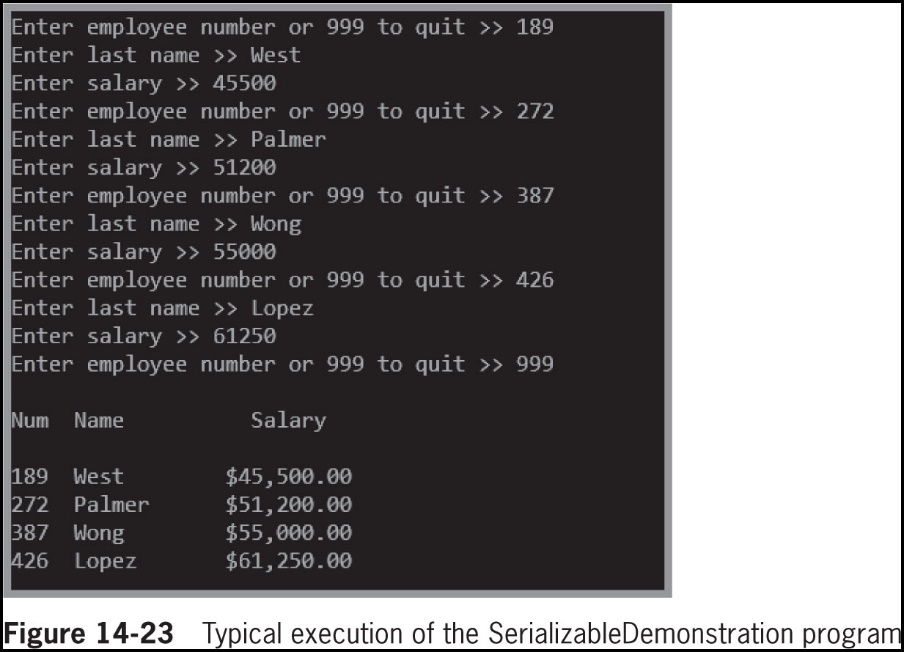 Enter employee number or 999 to quit >> 189
Enter last name >> West
Enter salary >> 45500
Enter employee number or 999 to quit >> 272
Enter last name >> Palmer
Enter salary >> 51200
Enter employee number or 999 to quit >> 387
Enter last name >> Wong
Enter salary >> 55000
Enter employee number or 999 to quit >> 426
Enter last name >> Lopez
Enter salary >> 61250
Enter employee number or 999 to quit >> 999
Num Name Salary
189 West $45,500.00
272 Palmer $51,200.00
387 Wong $55,000.00
426 Lopez $61,250.00
Figure 14-23 Typical execution of the SerializableDemonstration program